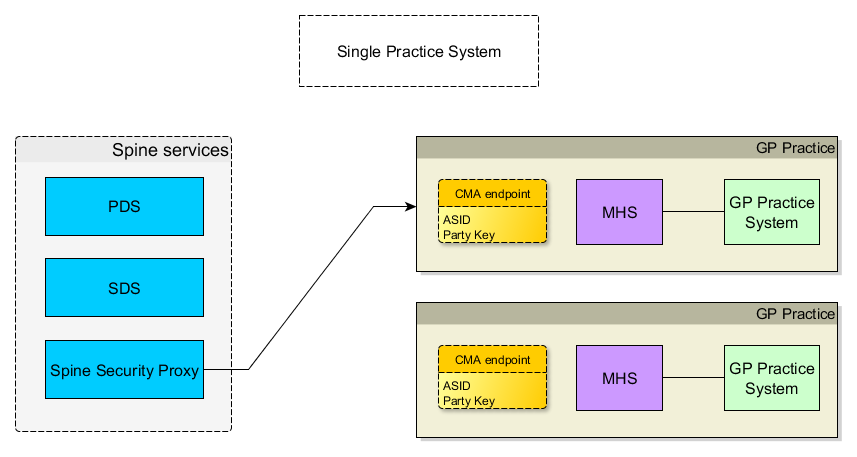 Single Practice System
Spine services
PDS
SDS
Spine Security Proxy
GP Practice
CMA endpoint
ASID
Party Key
MHS
GP Practice
System
GP Practice
CMA endpoint
ASID
Party Key
MHS
GP Practice
System